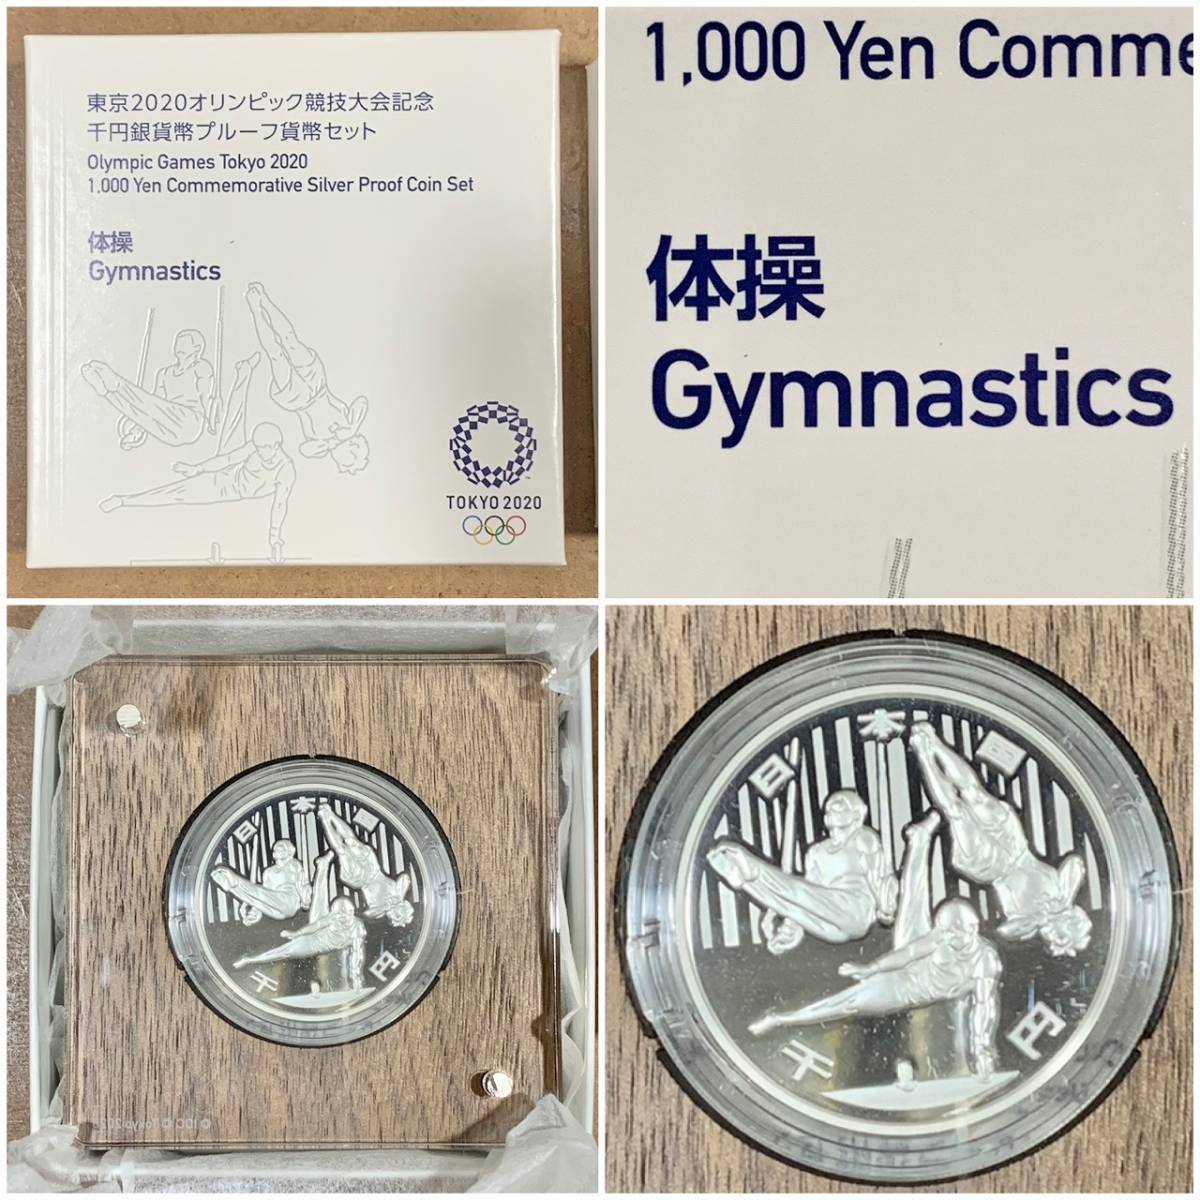 東京2020オリンピック競技大会記念
千円銀貨幣プルーフ貨幣セット
Olympic Games Tokyo 2020
1,000 Yen Commemorative Silver Proof Coin Set
体操
Gymnastics
TOKYO 2020
1,000 Yen Comme
体操
Gymnastics
日本国
千円
© IOC © Tokyo2020
日本国
千円